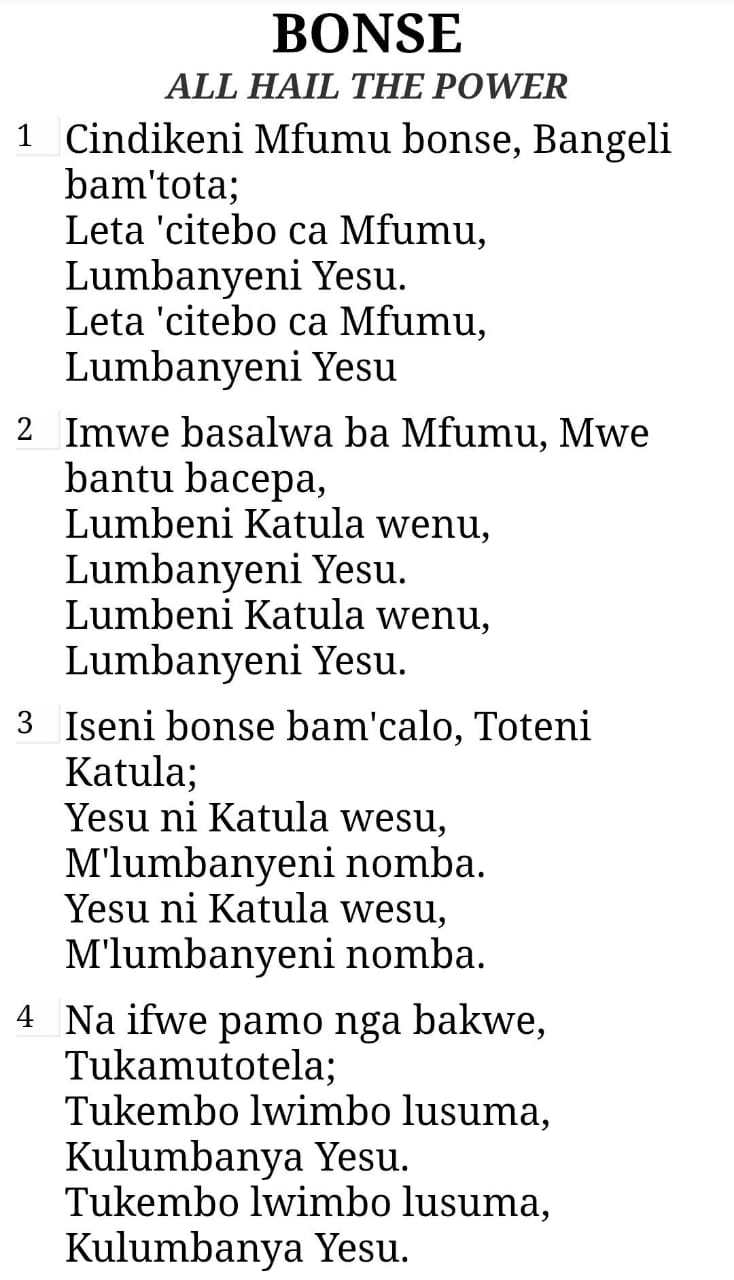 BONSE
ALL HAIL THE POWER
1 Cindikeni Mfumu bonse, Bangeli
bam'tota;
Leta 'citebo ca Mfumu,
Lumbanyeni Yesu.
Leta 'citebo ca Mfumu,
Lumbanyeni Yesu
2 Imwe basalwa ba Mfumu, Mwe
bantu bacepa,
Lumbeni Katula wenu,
Lumbanyeni Yesu.
Lumbeni Katula wenu,
Lumbanyeni Yesu.
3 Iseni bonse bam'calo, Toteni
Katula;
Yesu ni Katula wesu,
M'lumbanyeni nomba.
Yesu ni Katula wesu,
M'lumbanyeni nomba.
4 Na ifwe pamo nga bakwe,
Tukamutotela;
Tukembo lwimbo lusuma,
Kulumbanya Yesu.
Tukembo lwimbo lusuma,
Kulumbanya Yesu.